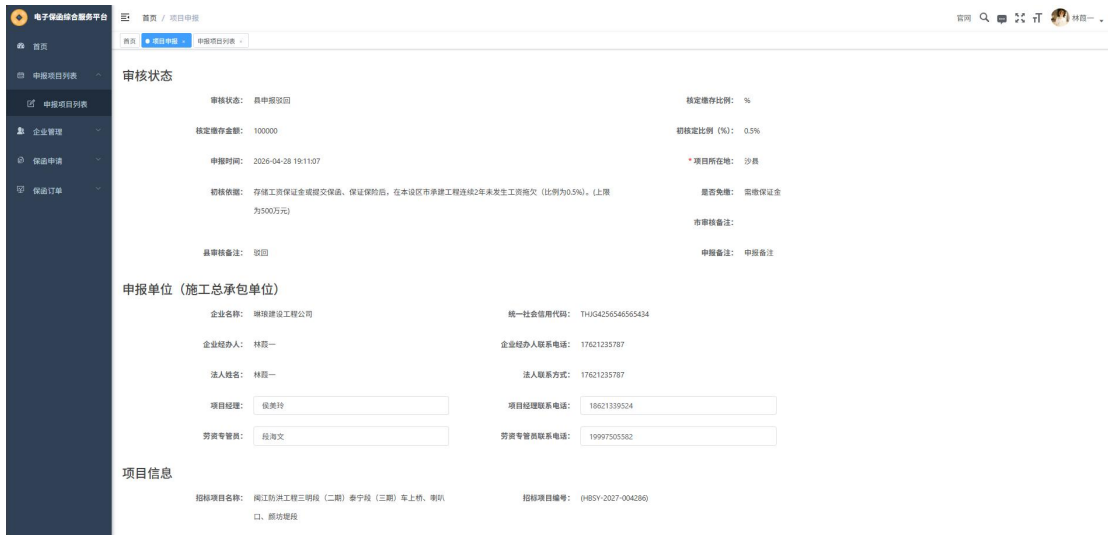 电子保函综合服务平台
首页 / 项目申报
官网
林葭一
首页
申报项目列表
申报项目列表
企业管理
保函申请
保函订单
首页 项目申报 × 申报项目列表 ×
审核状态
审核状态: 县申报驳回 核定缴存比例: %
核定缴存金额: 100000 初核定比例（%）: 0.5%
申报时间: 2026-04-28 19:11:07 * 项目所在地: 沙县
初核依据: 存储工资保证金或提交保函、保证保险后，在本设区市承建工程连续2年未发生工资拖欠（比例为0.5%）。(上限 是否免缴: 需缴保证金
为500万元)
市审核备注:
县审核备注: 驳回 申报备注: 申报备注
申报单位（施工总承包单位）
企业名称: 琳琅建设工程公司 统一社会信用代码: THJG4256546565434
企业经办人: 林葭一 企业经办人联系电话: 17621235787
法人姓名: 林葭一 法人联系方式: 17621235787
项目经理: 侯美玲 项目经理联系电话: 18621339524
劳资专管员: 段海文 劳资专管员联系电话: 19997505582
项目信息
招标项目名称: 闽江防洪工程三明段（二期）泰宁段（三期）车上桥、喇叭 招标项目编号: (HBSY-2027-004286)
口、颜坊堤段